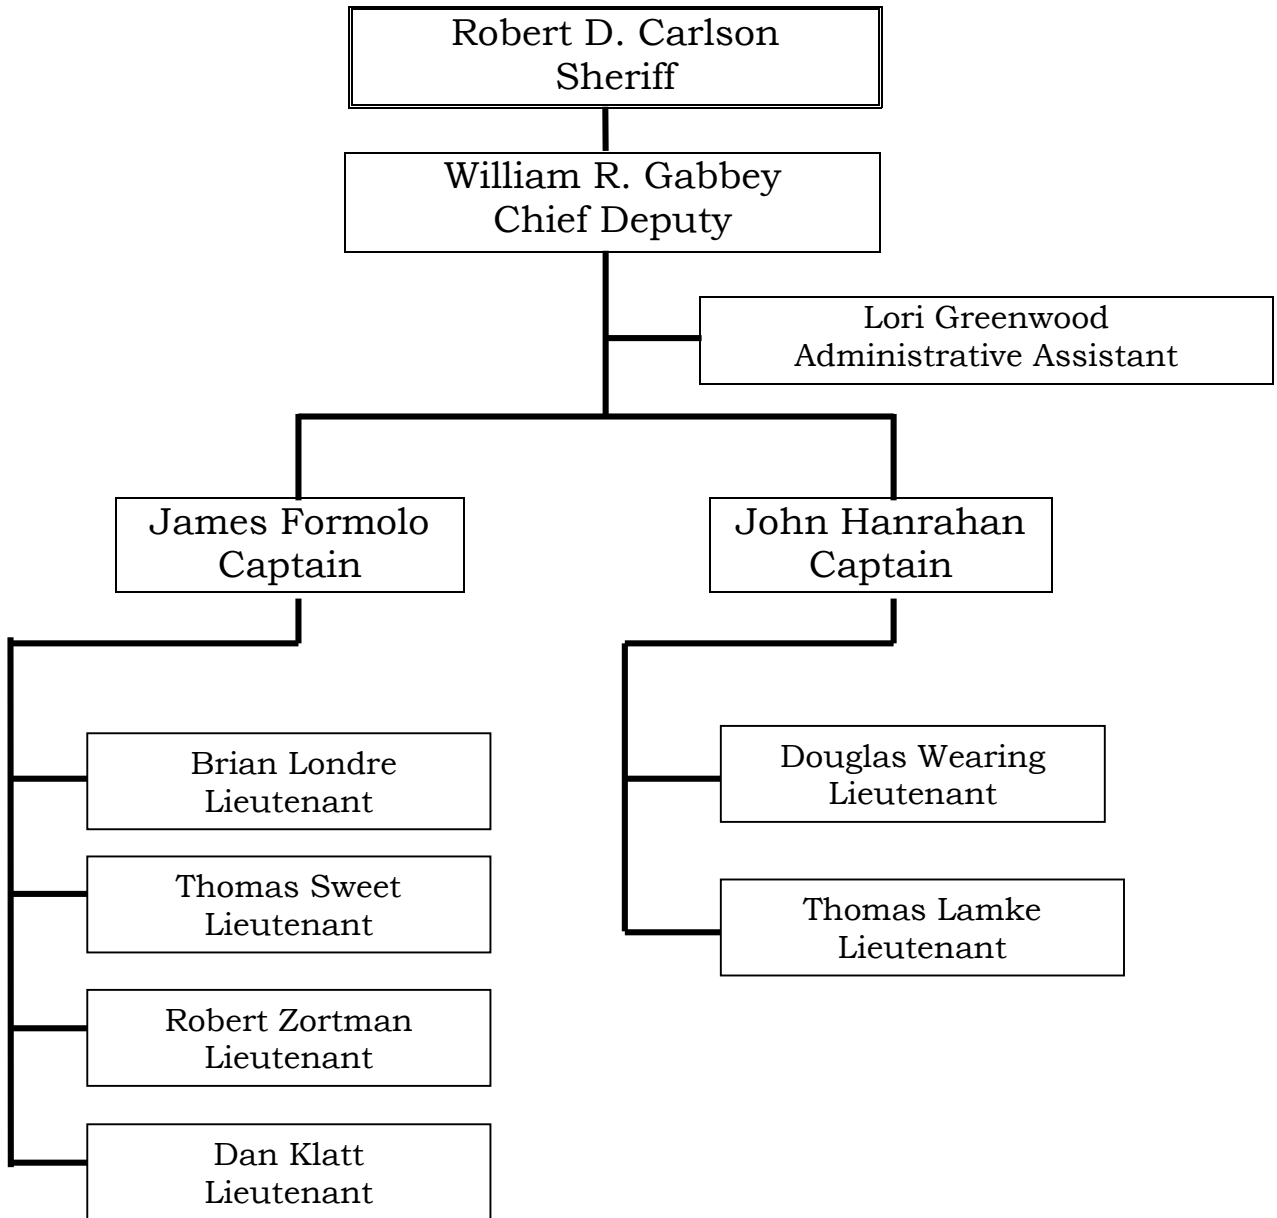 Robert D. Carlson
Sheriff
William R. Gabbey
Chief Deputy
Lori Greenwood
Administrative Assistant
James Formolo
Captain
John Hanrahan
Captain
Brian Londre
Lieutenant
Thomas Sweet
Lieutenant
Robert Zortman
Lieutenant
Dan Klatt
Lieutenant
Douglas Wearing
Lieutenant
Thomas Lamke
Lieutenant